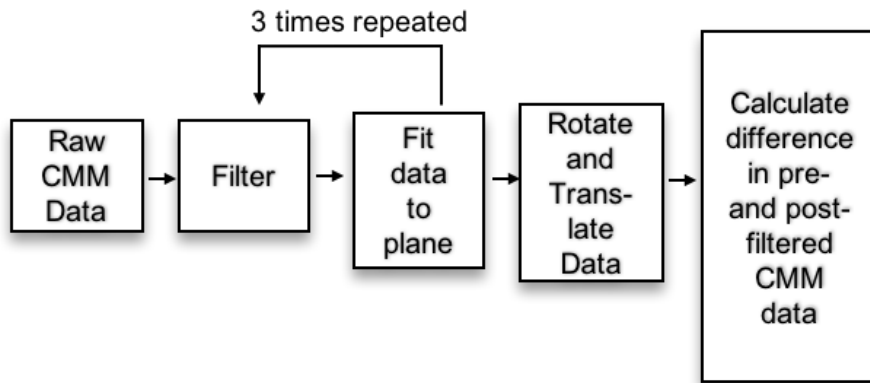 3 times repeated
Raw
CMM
Data
Filter
Fit
data
to
plane
Rotate
and
Trans-
late
Data
Calculate
difference
in pre-
and post-
filtered
CMM
data